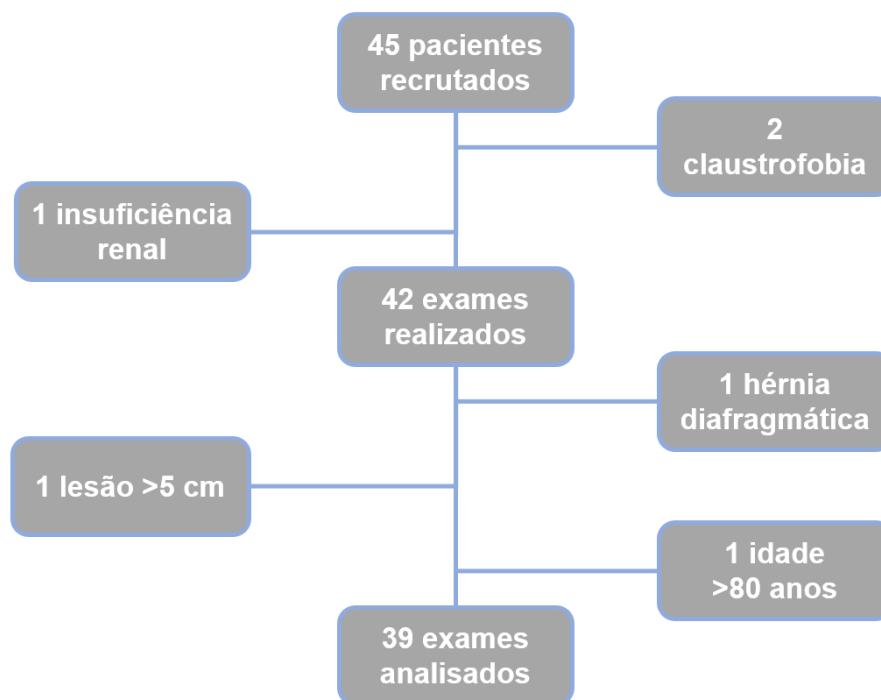 45 pacientes
recrutados
2
claustrofobia
1 insuficiência
renal
42 exames
realizados
1 hérnia
diafragmática
1 lesão >5 cm
1 idade
>80 anos
39 exames
analisados